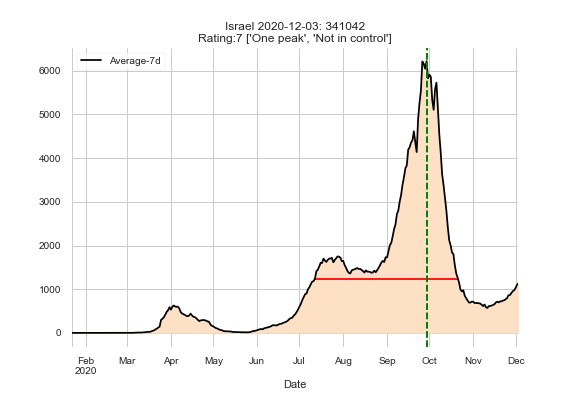 Israel 2020-12-03: 341042
Rating:7 ['One peak', 'Not in control']
Average-7d
6000
5000
4000
3000
2000
1000
0
Feb Mar Apr May Jun Jul Aug Sep Oct Nov Dec
2020
Date